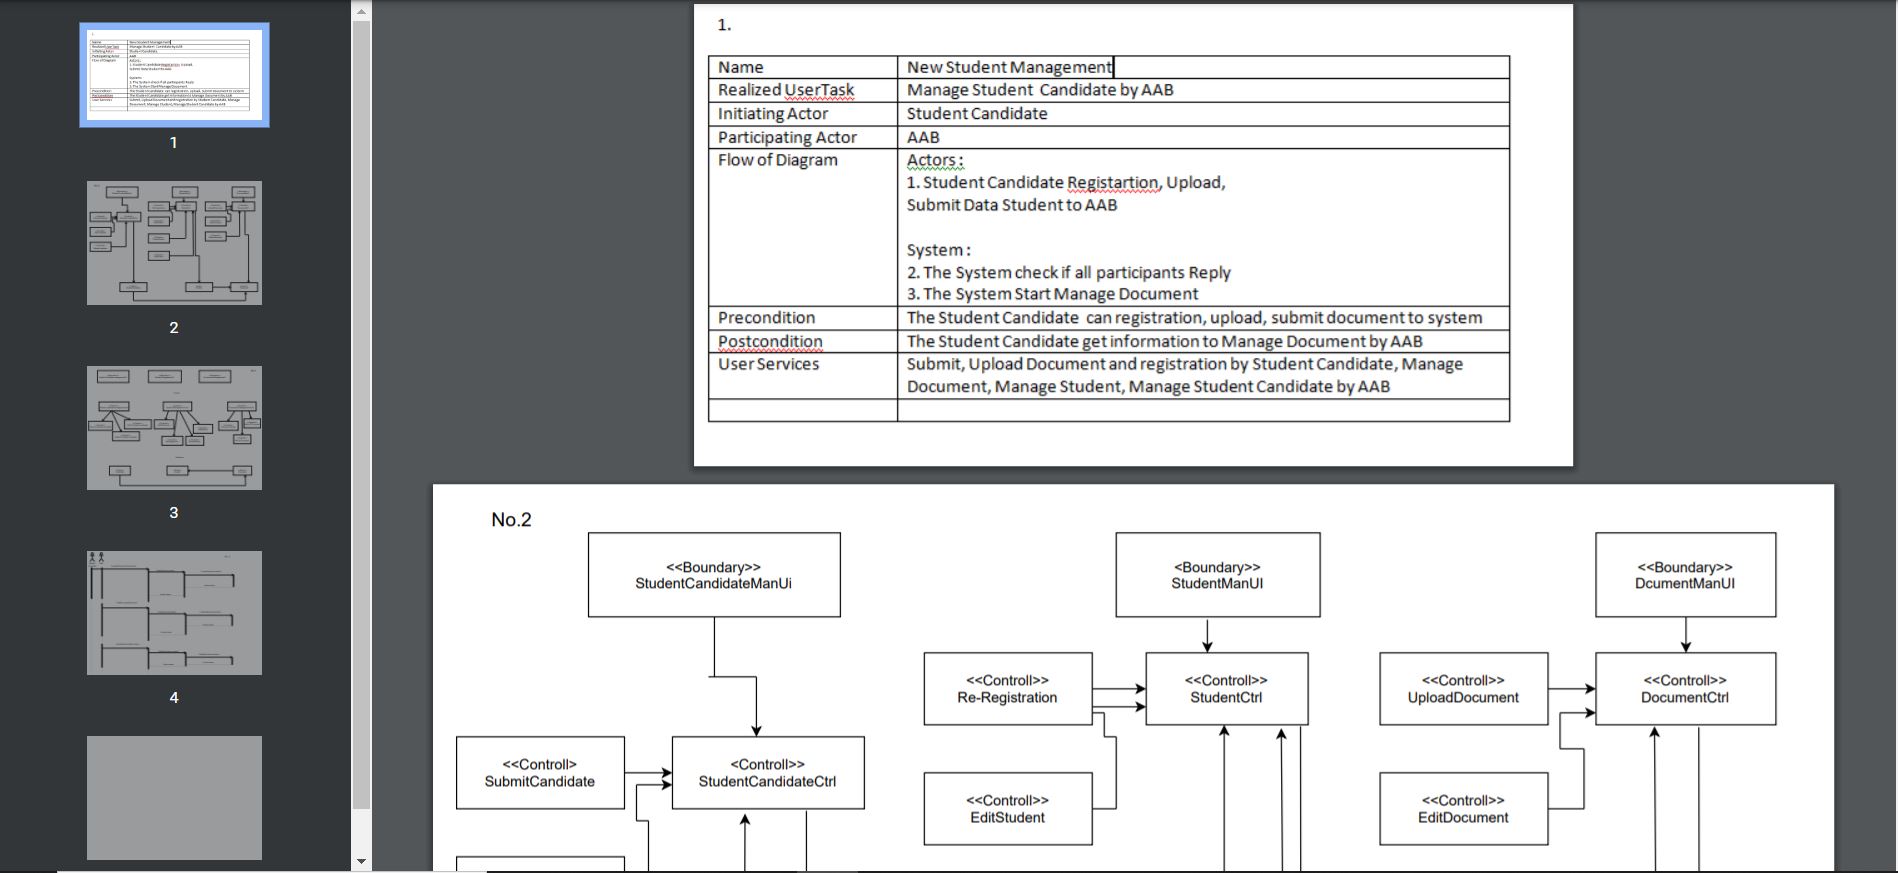 1
2
3
4
1.
Name New Student Management
Realized UserTask Manage Student Candidate by AAB
Initiating Actor Student Candidate
Participating Actor AAB
Flow of Diagram Actors :
1. Student Candidate Registartion, Upload,
Submit Data Student to AAB
System :
2. The System check if all participants Reply
3. The System Start Manage Document
Precondition The Student Candidate can registration, upload, submit document to system
Postcondition The Student Candidate get information to Manage Document by AAB
User Services Submit, Upload Document and registration by Student Candidate, Manage
Document, Manage Student, Manage Student Candidate by AAB
No.2
<<Boundary>>
StudentCandidateManUi
<Boundary>>
StudentManUI
<<Boundary>>
DcumentManUI
<<Controll>>
Re-Registration
<<Controll>>
StudentCtrl
<<Controll>>
UploadDocument
<<Controll>>
DocumentCtrl
<<Controll>
SubmitCandidate
<Controll>>
StudentCandidateCtrl
<<Controll>>
EditStudent
<<Controll>>
EditDocument